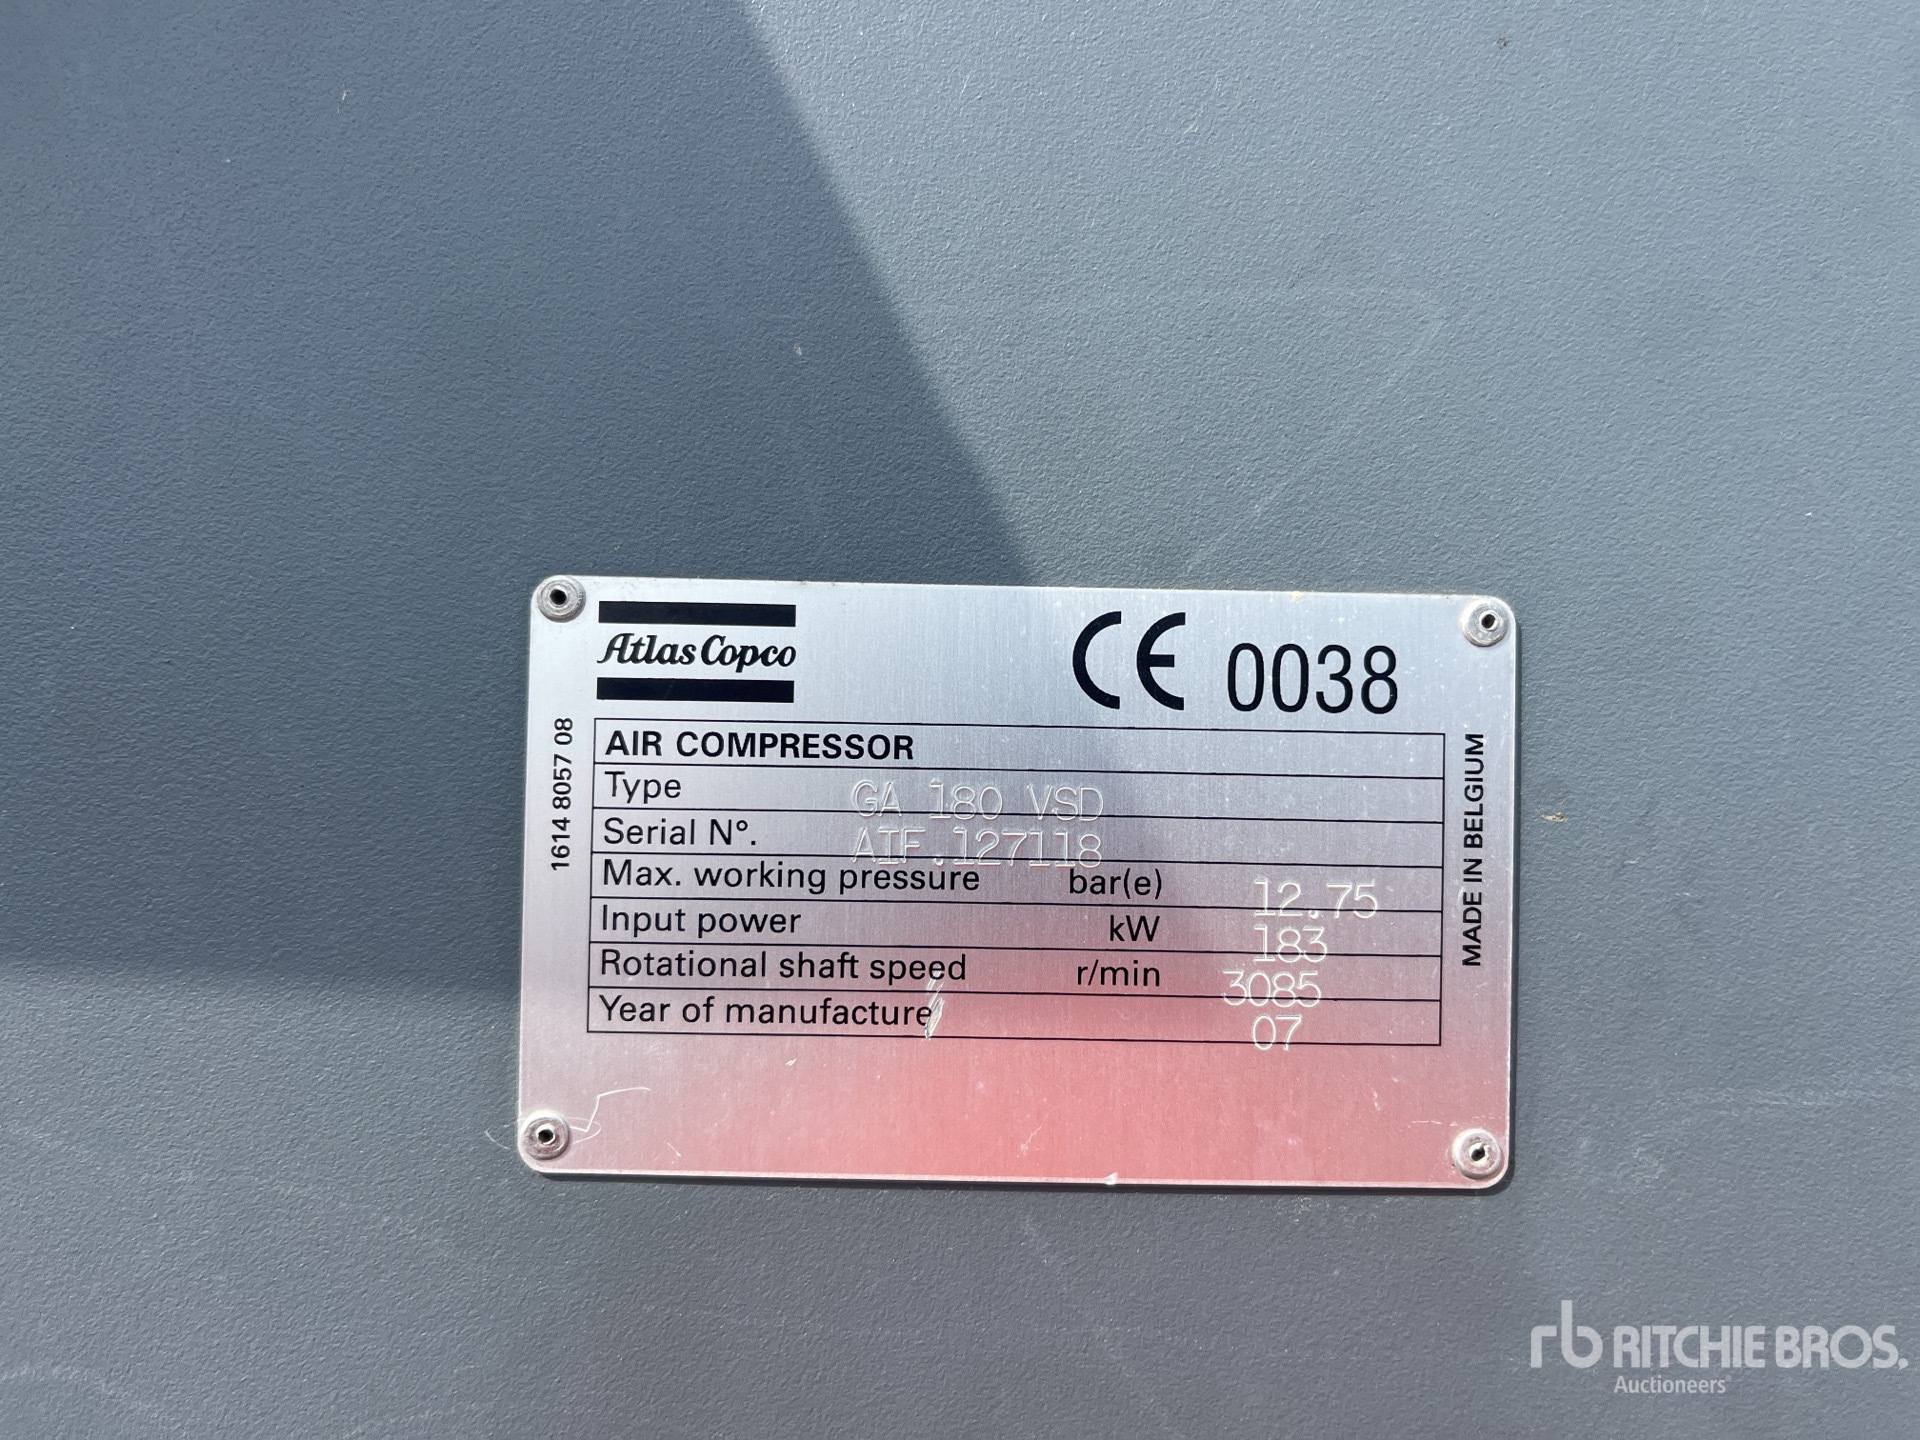 Atlas Copco
CE 0038
1614 8057 08
AIR COMPRESSOR
Type GA 180 VSD
Serial N°. AIF.127118
Max. working pressure bar(e) 12.75
Input power kW 183
Rotational shaft speed r/min 3085
Year of manufacture 07
MADE IN BELGIUM
rb RITCHIE BROS.
Auctioneers